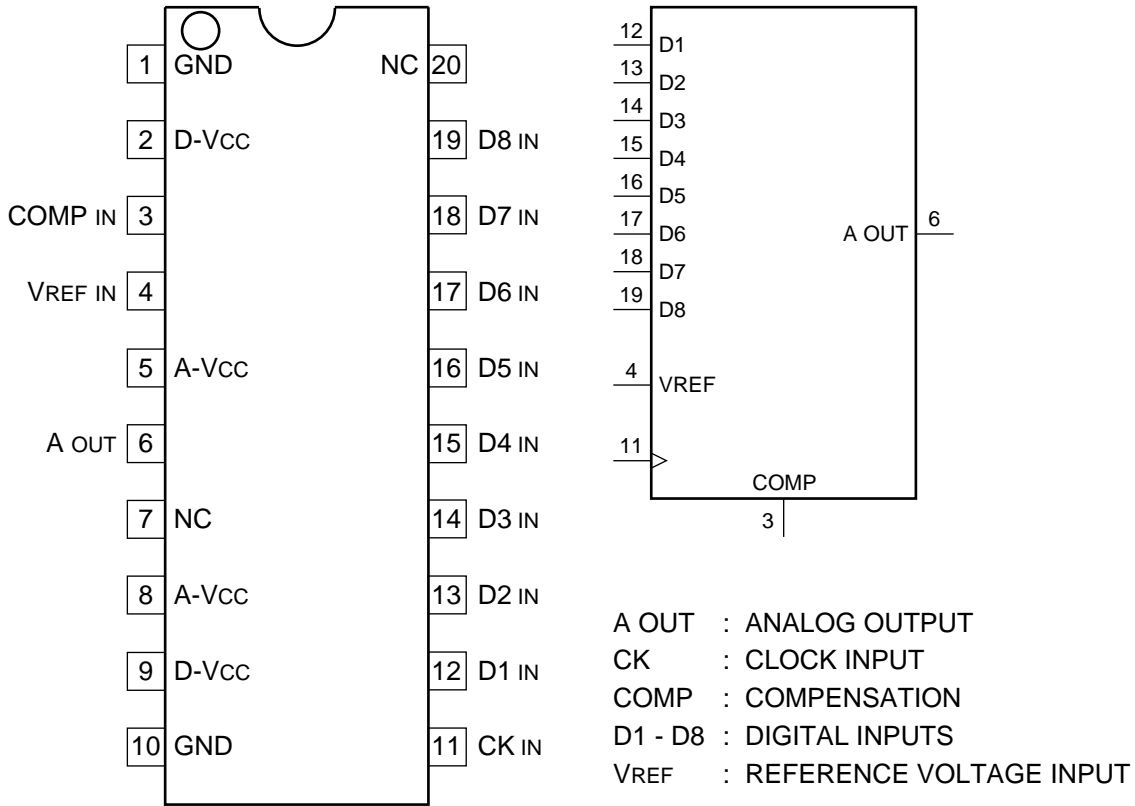 1 GND NC 20
2 D-VCC 19 D8 IN
COMP IN 3 18 D7 IN
VREF IN 4 17 D6 IN
5 A-VCC 16 D5 IN
A OUT 6 15 D4 IN
7 NC 14 D3 IN
8 A-VCC 13 D2 IN
9 D-VCC 12 D1 IN
10 GND 11 CK IN
12 D1
13 D2
14 D3
15 D4
16 D5
17 D6
18 D7
19 D8
A OUT 6
4 VREF
11
COMP
3
A OUT : ANALOG OUTPUT
CK : CLOCK INPUT
COMP : COMPENSATION
D1 - D8 : DIGITAL INPUTS
VREF : REFERENCE VOLTAGE INPUT